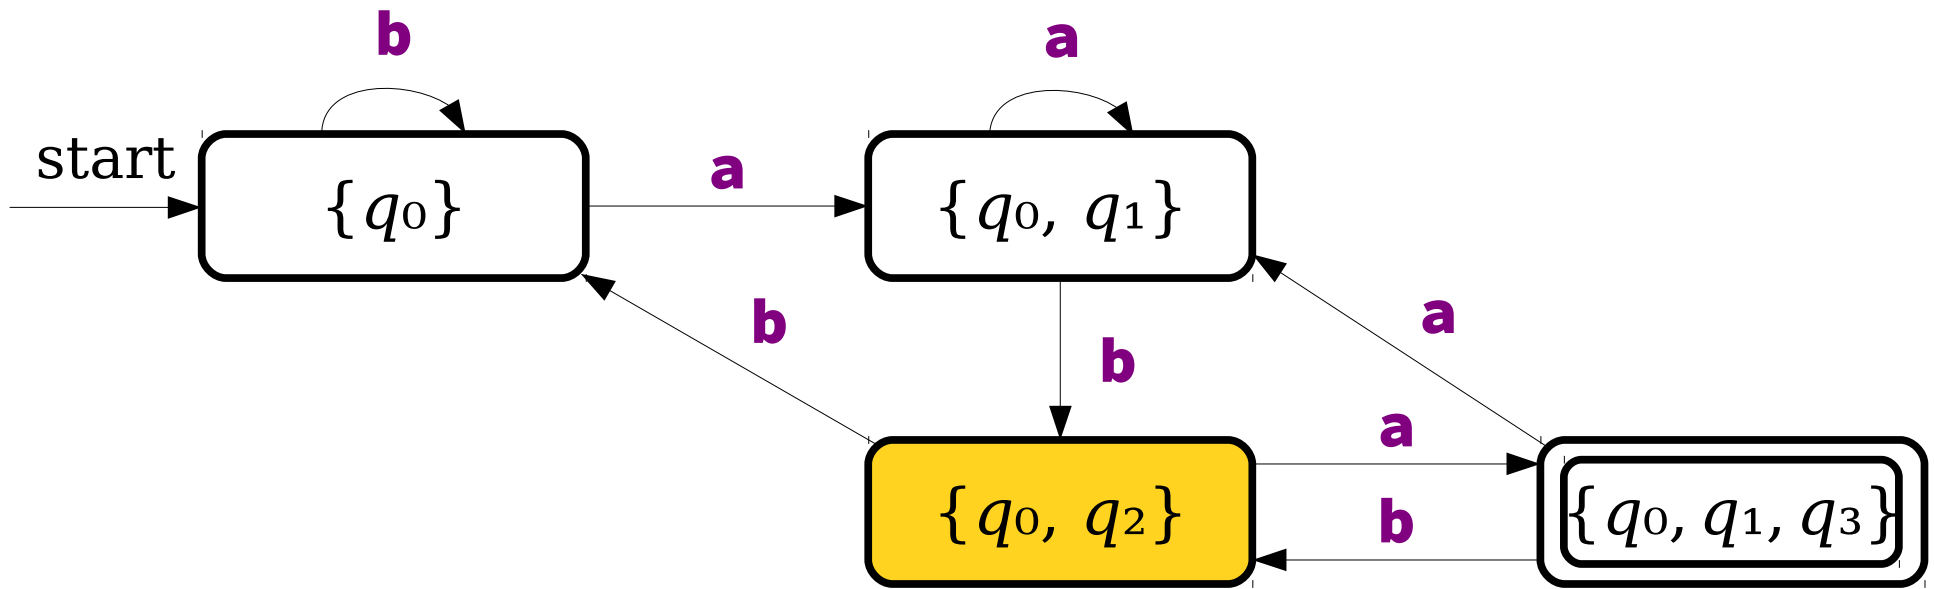 b
a
start
a
{q₀}
{q₀, q₁}
b
a
b
a
{q₀, q₂}
{q₀, q₁, q₃}
b